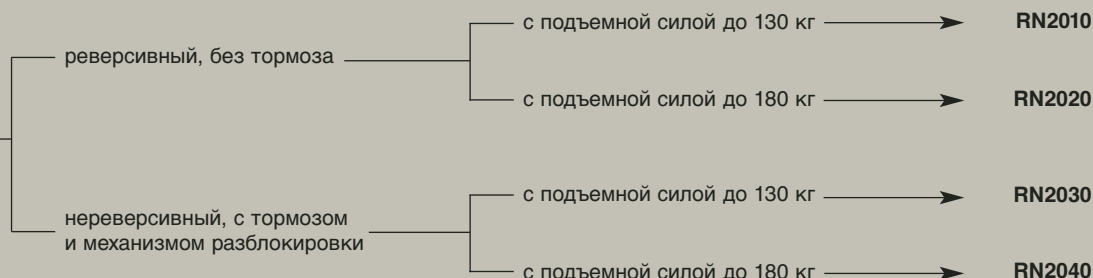 с подъемной силой до 130 кг RN2010
реверсивный, без тормоза
с подъемной силой до 180 кг RN2020
с подъемной силой до 130 кг RN2030
нереверсивный, с тормозом
и механизмом разблокировки
с подъемной силой до 180 кг RN2040